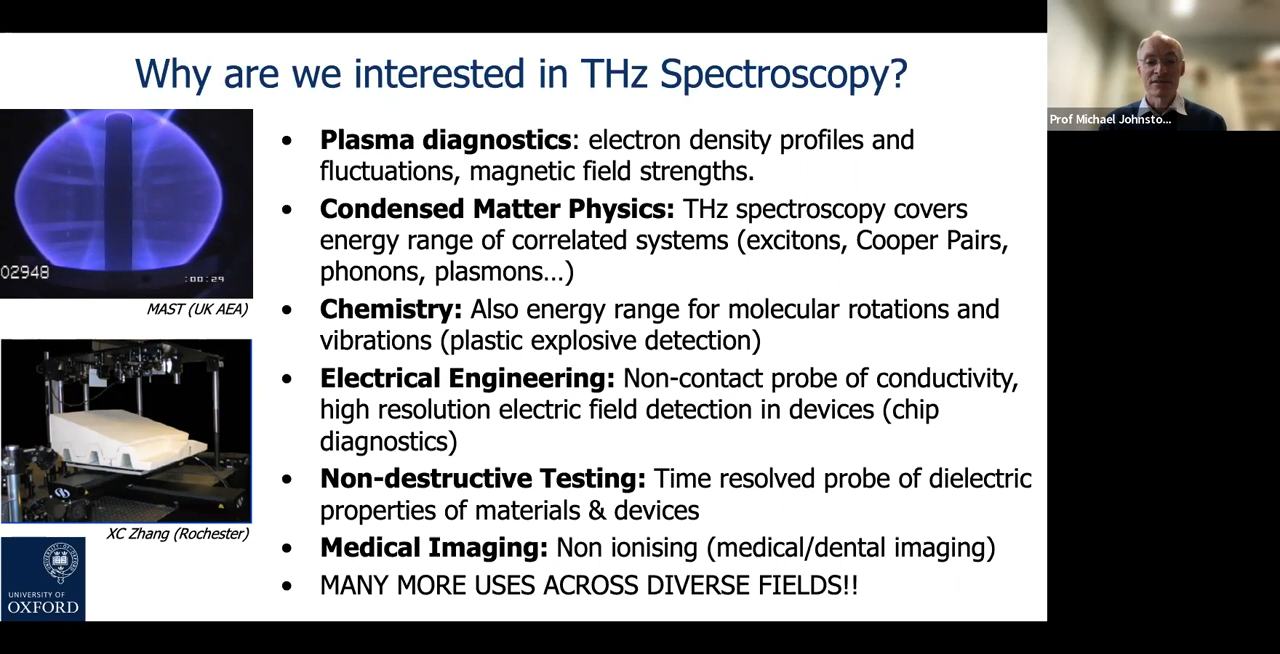 Why are we interested in THz Spectroscopy?
Prof Michael Johnsto...
02948
:00:29
MAST (UK AEA)
XC Zhang (Rochester)
• Plasma diagnostics: electron density profiles and
fluctuations, magnetic field strengths.
• Condensed Matter Physics: THz spectroscopy covers
energy range of correlated systems (excitons, Cooper Pairs,
phonons, plasmons…)
• Chemistry: Also energy range for molecular rotations and
vibrations (plastic explosive detection)
• Electrical Engineering: Non-contact probe of conductivity,
high resolution electric field detection in devices (chip
diagnostics)
• Non-destructive Testing: Time resolved probe of dielectric
properties of materials & devices
• Medical Imaging: Non ionising (medical/dental imaging)
• MANY MORE USES ACROSS DIVERSE FIELDS!!
UNIVERSITY OF
OXFORD